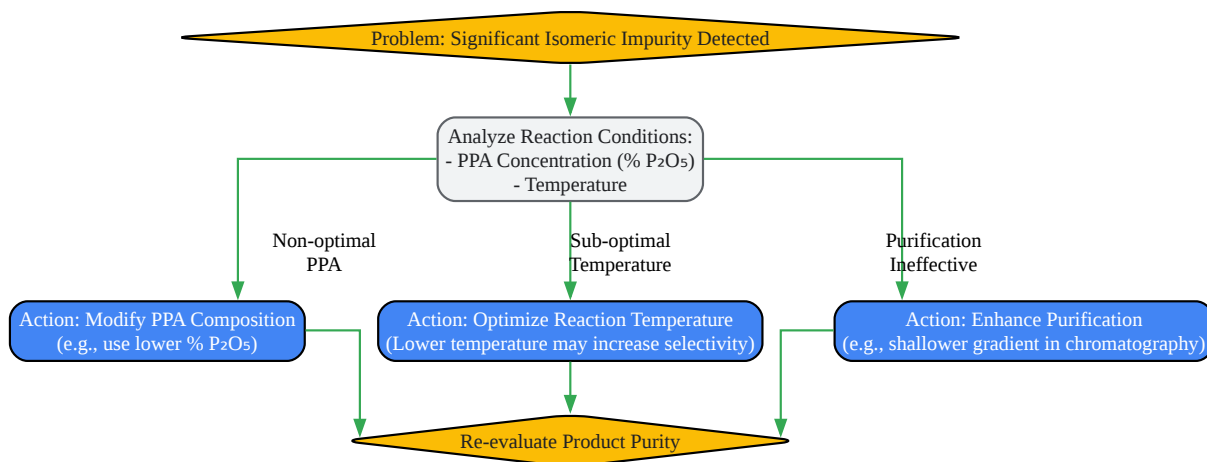 Problem: Significant Isomeric Impurity Detected
Analyze Reaction Conditions:
- PPA Concentration (% P₂O₅)
- Temperature
Non-optimal
PPA
Sub-optimal
Temperature
Purification
Ineffective
Action: Modify PPA Composition
(e.g., use lower % P₂O₅)
Action: Optimize Reaction Temperature
(Lower temperature may increase selectivity)
Action: Enhance Purification
(e.g., shallower gradient in chromatography)
Re-evaluate Product Purity